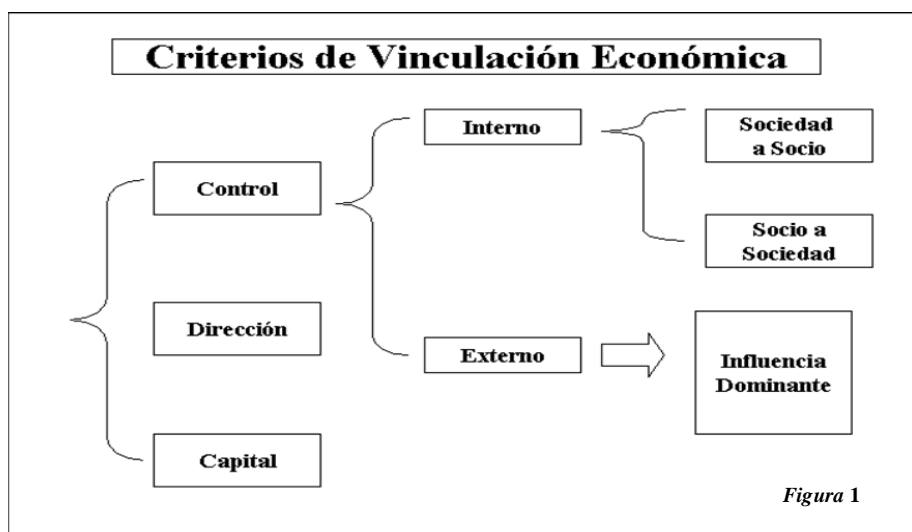 Criterios de Vinculación Económica
Control
Dirección
Capital
Interno
Externo
Sociedad
a Socio
Socio a
Sociedad
Influencia
Dominante
Figura 1